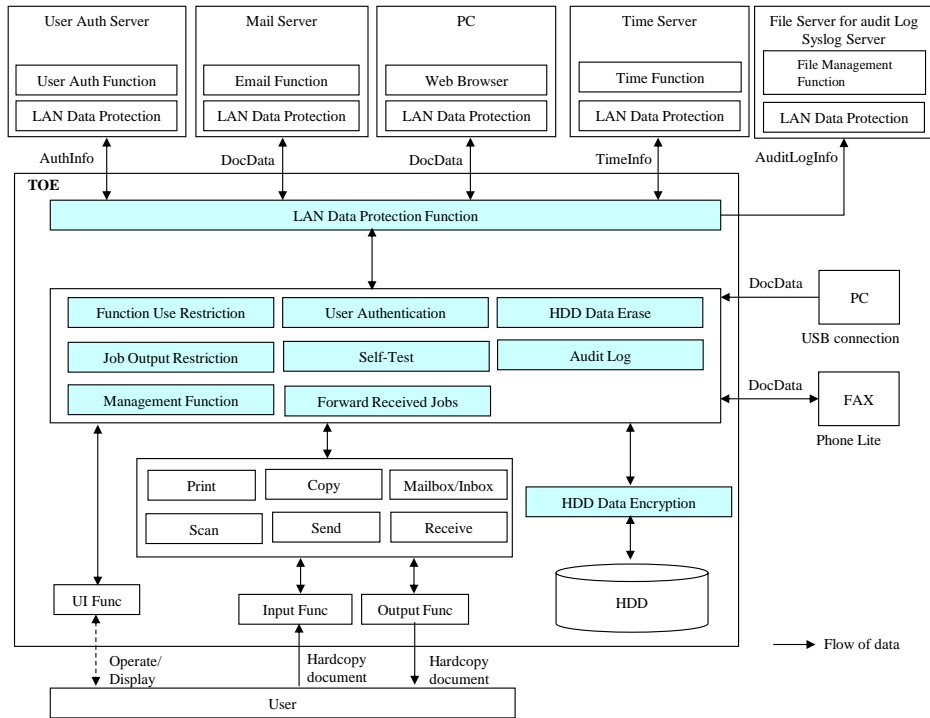 User Auth Server
User Auth Function
LAN Data Protection
Mail Server
Email Function
LAN Data Protection
PC
Web Browser
LAN Data Protection
Time Server
Time Function
LAN Data Protection
File Server for audit Log
Syslog Server
File Management
Function
LAN Data Protection
AuthInfo
DocData
DocData
TimeInfo
AuditLogInfo
TOE
LAN Data Protection Function
Function Use Restriction
User Authentication
HDD Data Erase
Job Output Restriction
Self-Test
Audit Log
Management Function
Forward Received Jobs
DocData
PC
USB connection
DocData
FAX
Phone Lite
Print
Copy
Mailbox/Inbox
Scan
Send
Receive
HDD Data Encryption
HDD
UI Func
Input Func
Output Func
Flow of data
Operate/
Display
Hardcopy
document
Hardcopy
document
User